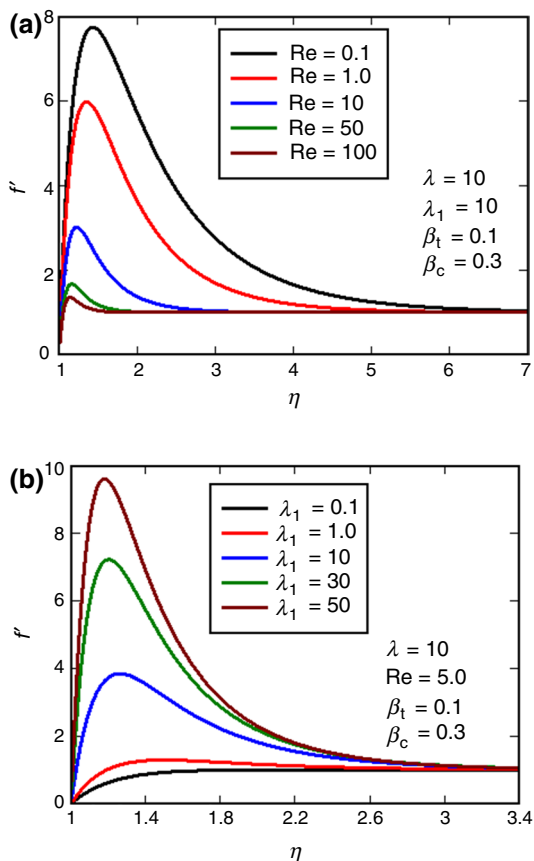 (a)
8
6
4
2
0
f′
Re = 0.1
Re = 1.0
Re = 10
Re = 50
Re = 100
λ = 10
λ₁ = 10
βₜ = 0.1
β_c = 0.3
1 2 3 4 5 6 7
η
(b)
10
8
6
4
2
0
f′
λ₁ = 0.1
λ₁ = 1.0
λ₁ = 10
λ₁ = 30
λ₁ = 50
λ = 10
Re = 5.0
βₜ = 0.1
β_c = 0.3
1 1.4 1.8 2.2 2.6 3 3.4
η